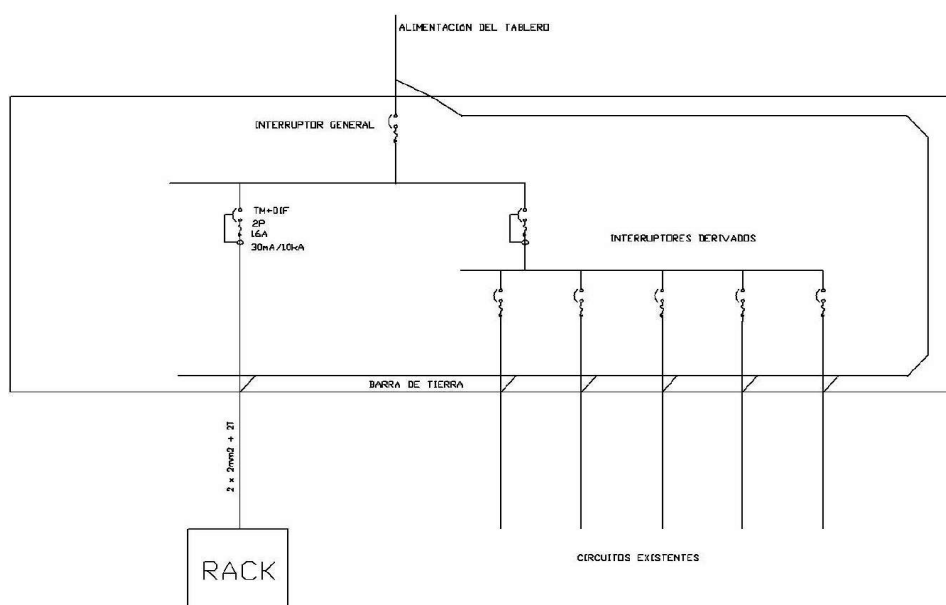 ALIMENTACIÓN DEL TABLERO
INTERRUPTOR GENERAL
TM+DIF
2P
16A
30mA/10kA
INTERRUPTORES DERIVADOS
BARRA DE TIERRA
2 x 2mm2 + 2T
RACK
CIRCUITOS EXISTENTES